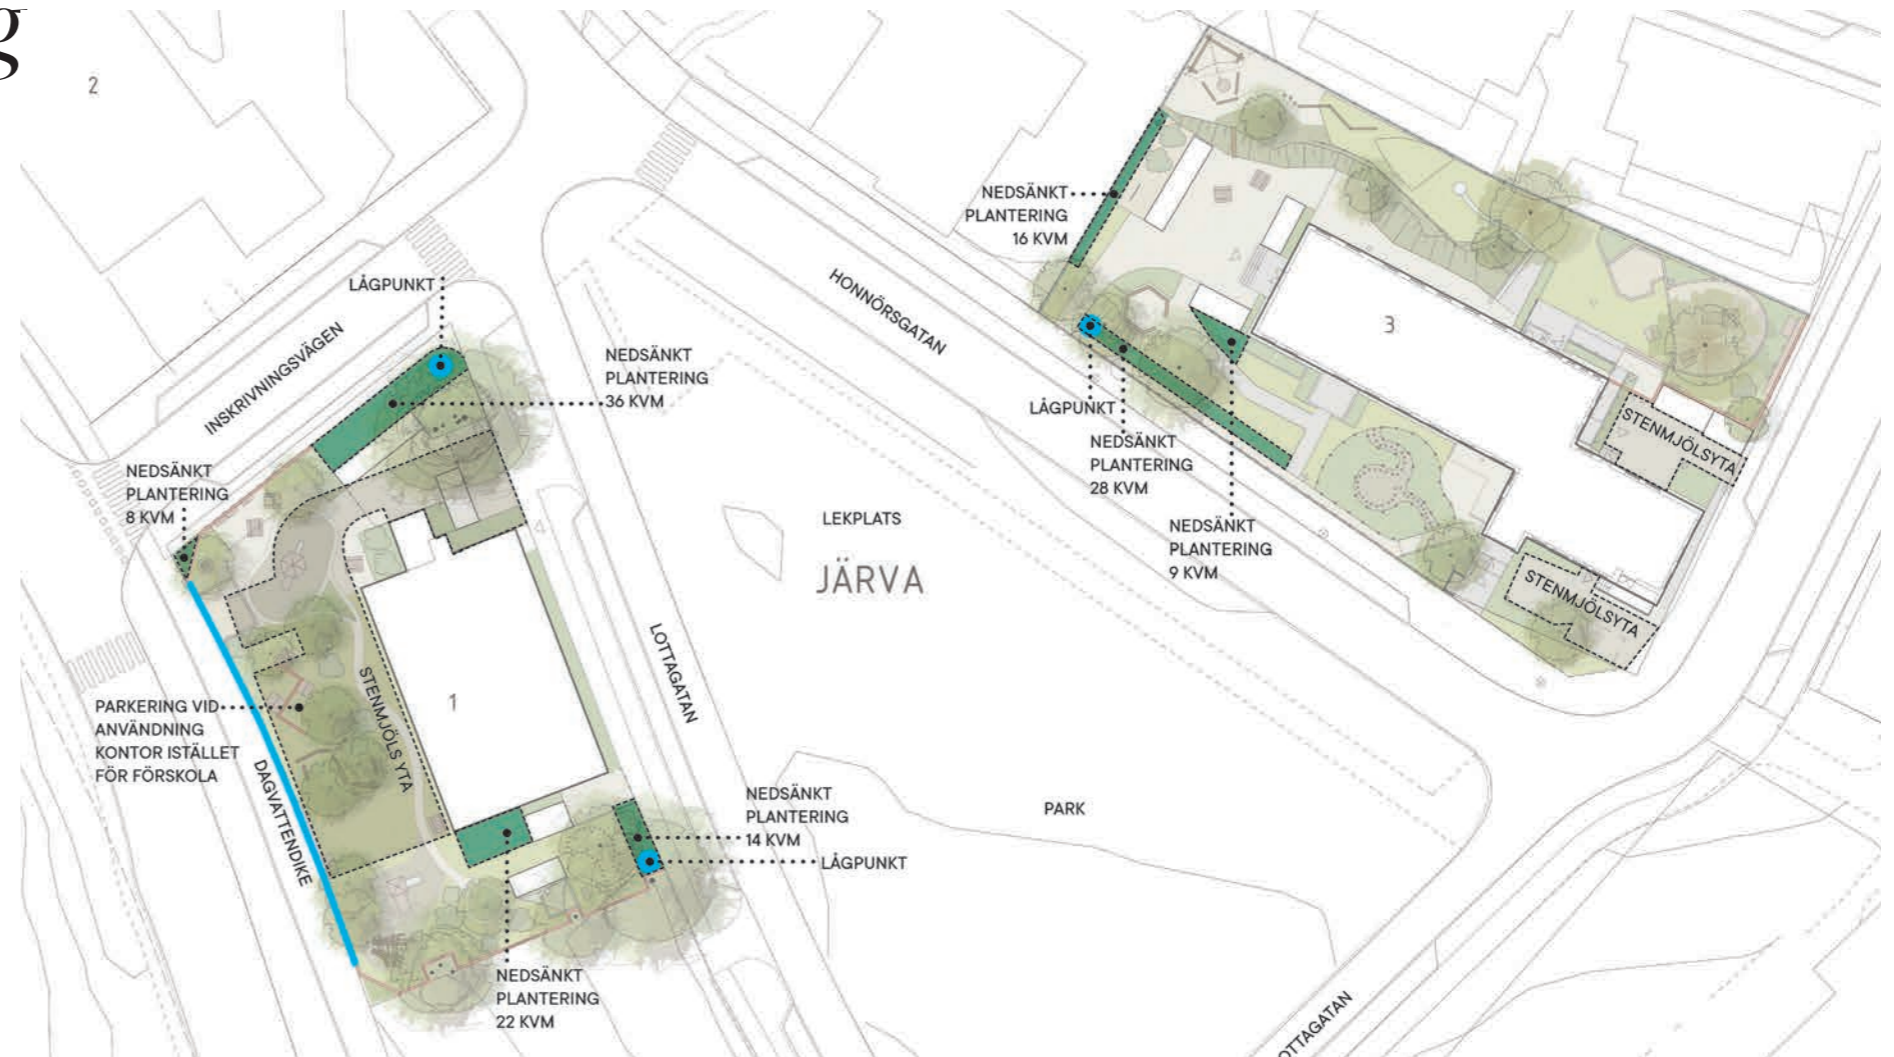 g
2
NEDSÄNKT
PLANTERING
16 KVM
LÅGPUNKT
HONNÖRSGATAN
INSKRIVNINGSVÄGEN
NEDSÄNKT
PLANTERING
36 KVM
3
LÅGPUNKT
STENMJÖLSYTA
NEDSÄNKT
PLANTERING
28 KVM
NEDSÄNKT
PLANTERING
8 KVM
LEKPLATS
JÄRVA
NEDSÄNKT
PLANTERING
9 KVM
STENMJÖLSYTA
LOTTAGATAN
STENMJÖLS YTA
1
PARKERING VID
ANVÄNDNING
KONTOR ISTÄLLET
FÖR FÖRSKOLA
DAGVATTENDIKE
NEDSÄNKT
PLANTERING
14 KVM
LÅGPUNKT
PARK
NEDSÄNKT
PLANTERING
22 KVM
OTTAGATAN